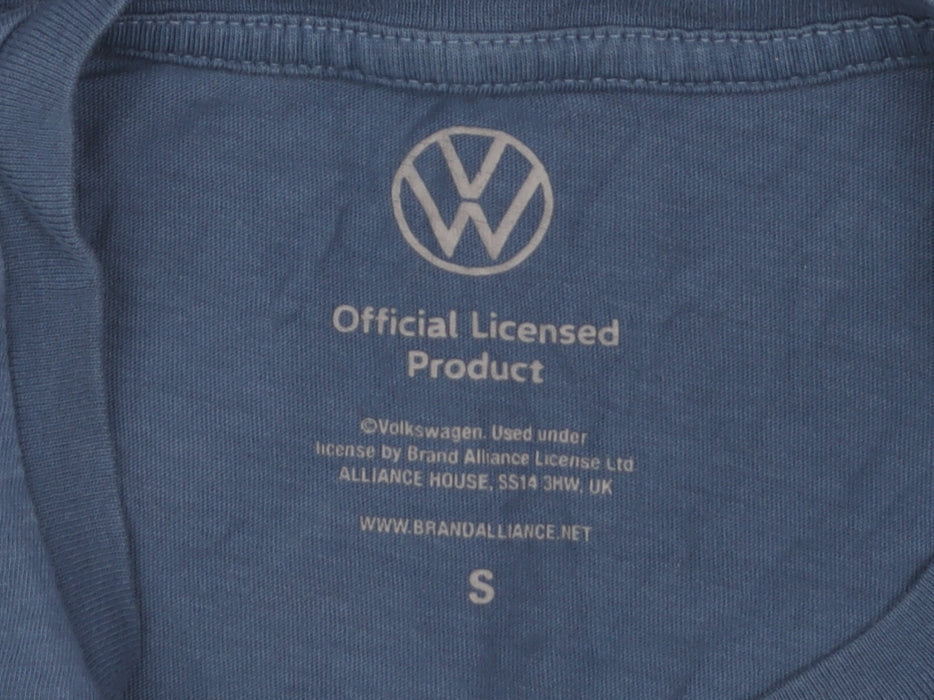 VW
Official Licensed
Product
©Volkswagen. Used under
license by Brand Alliance License Ltd
ALLIANCE HOUSE, SS14 3HW, UK
WWW.BRANDALLIANCE.NET
S